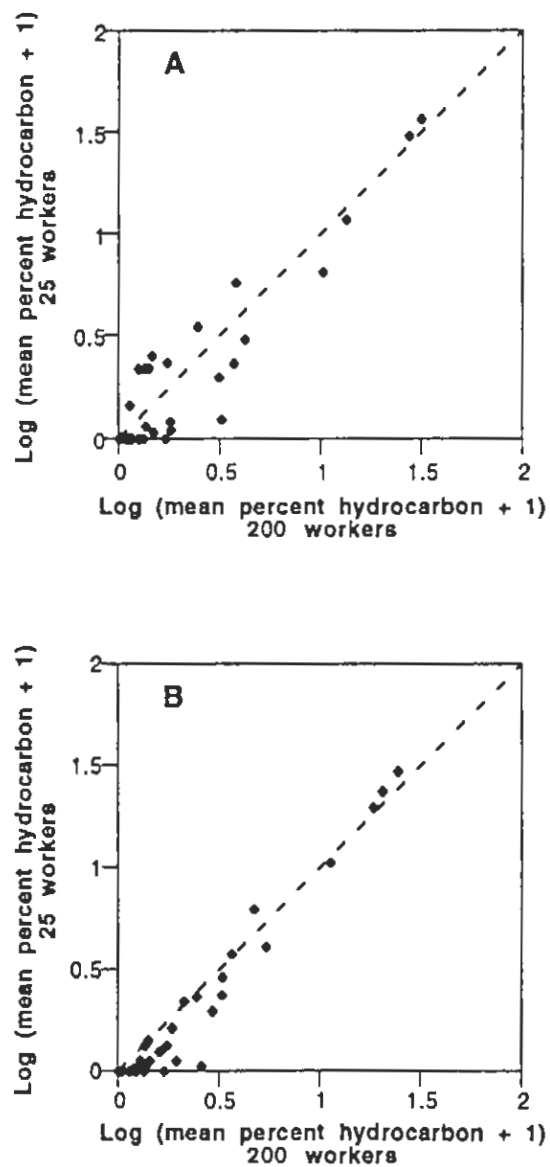 A
Log (mean percent hydrocarbon + 1)
25 workers
2
1.5
1
0.5
0
0 0.5 1 1.5 2
Log (mean percent hydrocarbon + 1)
200 workers
B
Log (mean percent hydrocarbon + 1)
25 workers
2
1.5
1
0.5
0
0 0.5 1 1.5 2
Log (mean percent hydrocarbon + 1)
200 workers